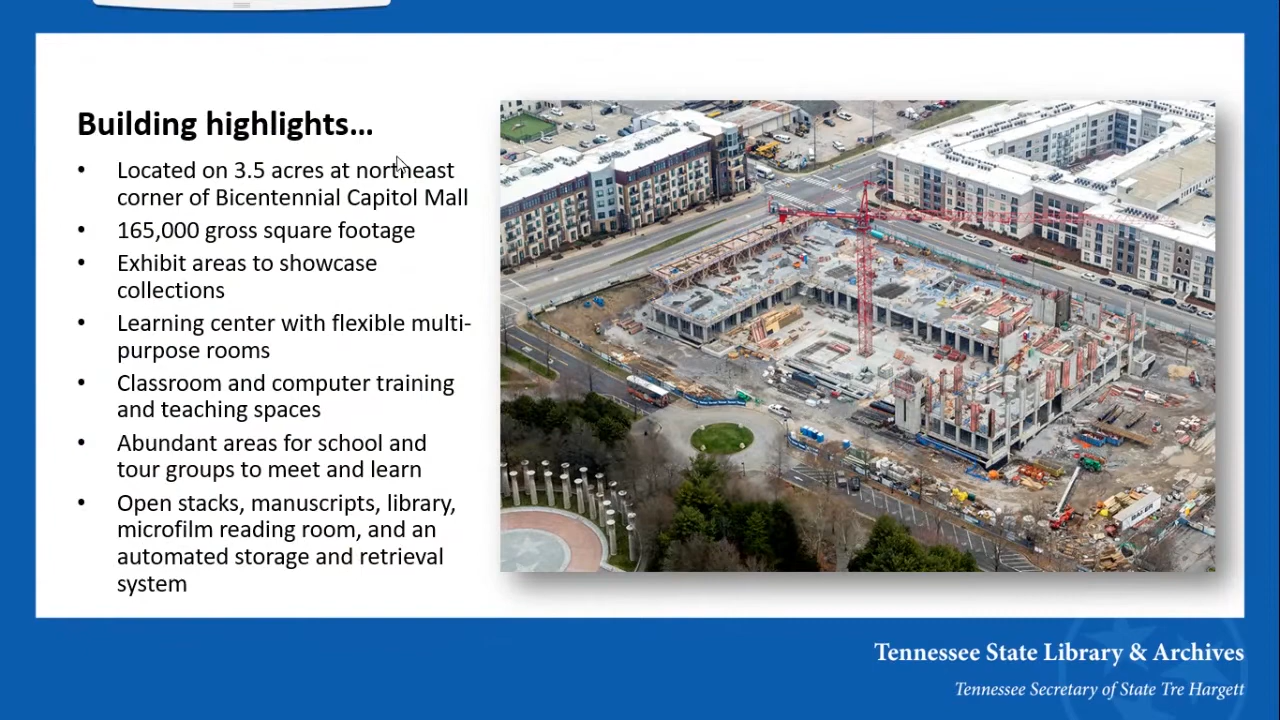 Building highlights...
• Located on 3.5 acres at northeast
corner of Bicentennial Capitol Mall
• 165,000 gross square footage
• Exhibit areas to showcase
collections
• Learning center with flexible multi-
purpose rooms
• Classroom and computer training
and teaching spaces
• Abundant areas for school and
tour groups to meet and learn
• Open stacks, manuscripts, library,
microfilm reading room, and an
automated storage and retrieval
system
Tennessee State Library & Archives
Tennessee Secretary of State Tre Hargett